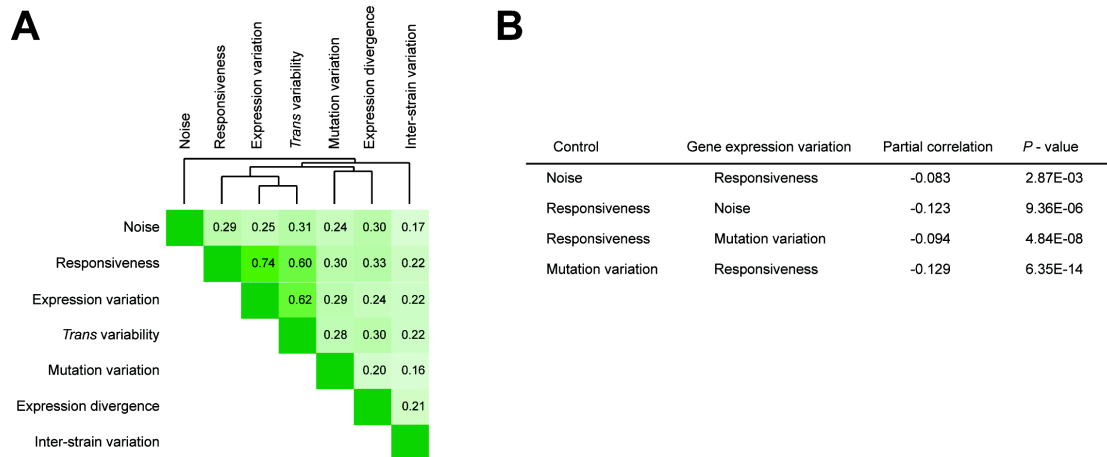 A
B
Noise
Responsiveness
Expression variation
Trans variability
Mutation variation
Expression divergence
Inter-strain variation
Noise 0.29 0.25 0.31 0.24 0.30 0.17
Responsiveness 0.74 0.60 0.30 0.33 0.22
Expression variation 0.62 0.29 0.24 0.22
Trans variability 0.28 0.30 0.22
Mutation variation 0.20 0.16
Expression divergence 0.21
Inter-strain variation
Control Gene expression variation Partial correlation P - value
Noise Responsiveness -0.083 2.87E-03
Responsiveness Noise -0.123 9.36E-06
Responsiveness Mutation variation -0.094 4.84E-08
Mutation variation Responsiveness -0.129 6.35E-14